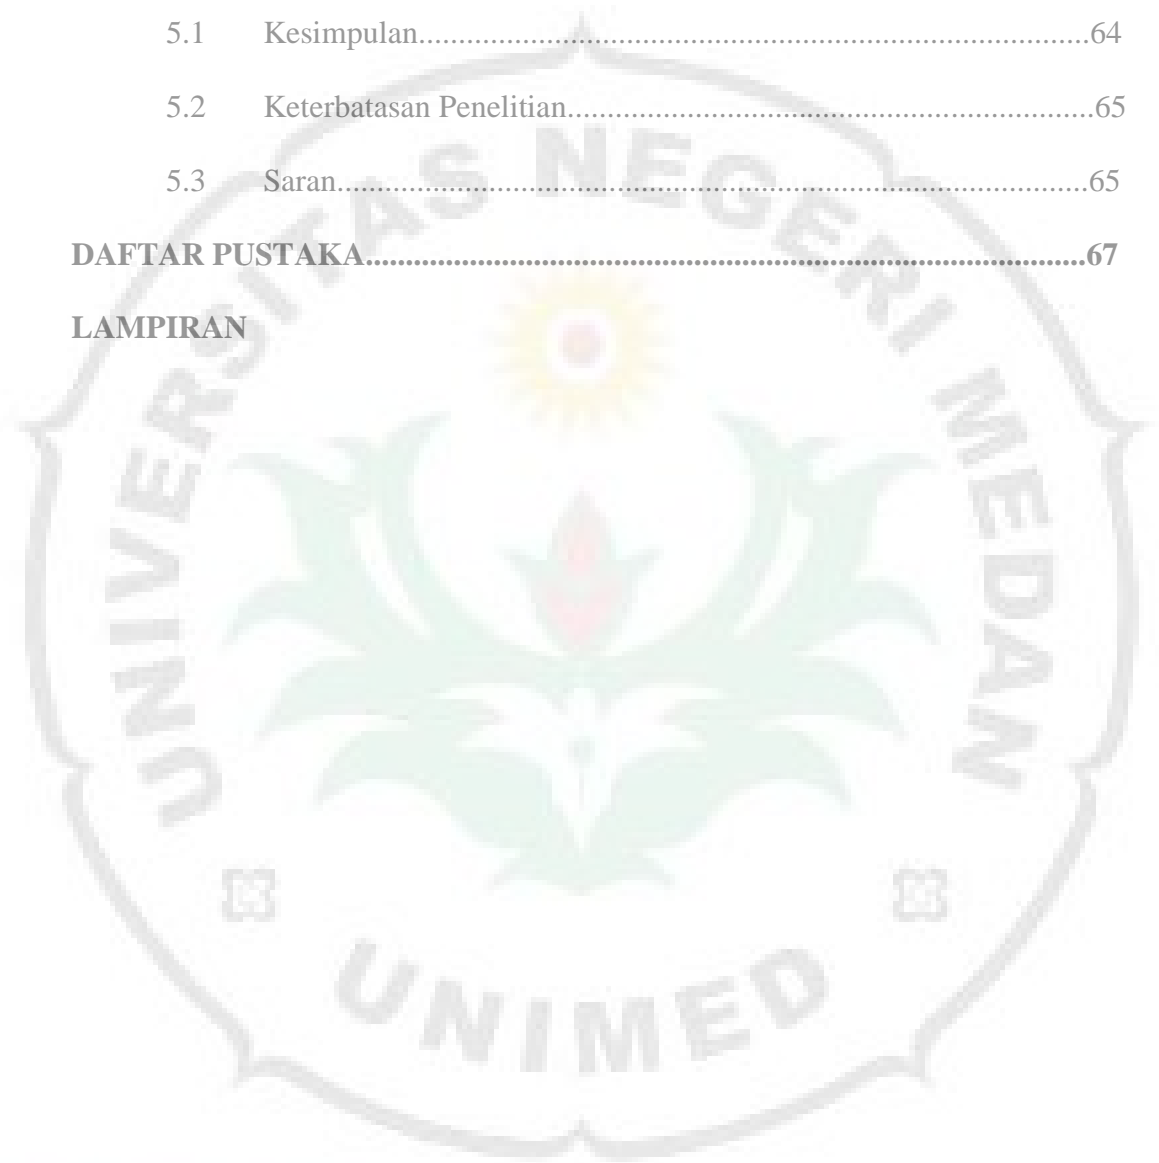 5.1 Kesimpulan....................................................................................64
5.2 Keterbatasan Penelitian..................................................................65
5.3 Saran..............................................................................................65
DAFTAR PUSTAKA..........................................................................................67
LAMPIRAN
UNIVERSITAS NEGERI MEDAN
UNIMED